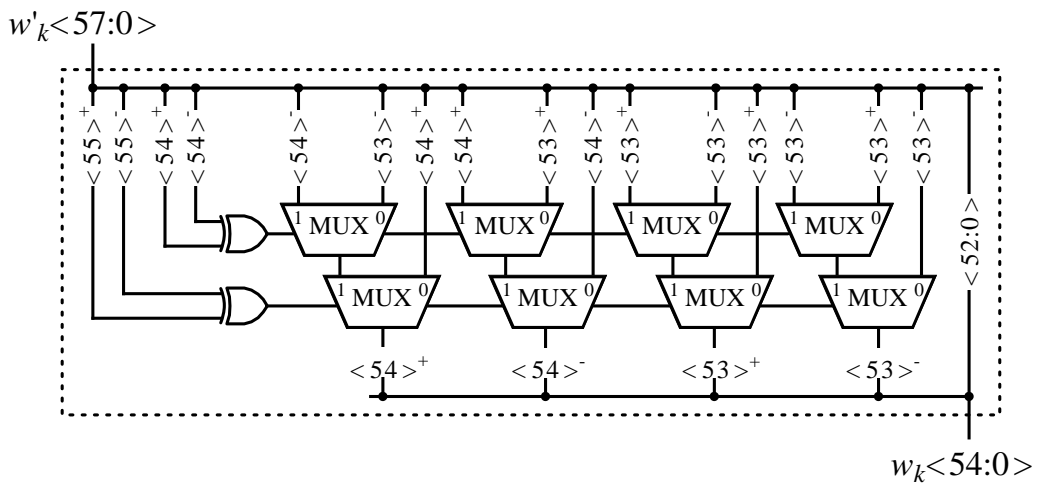 w'k<57:0>
<55>+ <55>- <54>+ <54>- <54>- <53>- <54>+ <54>+ <53>+ <54>- <53>+ <53>- <53>+ <53>- <53>+ <53>-
1 MUX 0 1 MUX 0 1 MUX 0 1 MUX 0
<52:0>
1 MUX 0 1 MUX 0 1 MUX 0 1 MUX 0
<54>+ <54>- <53>+ <53>-
wk<54:0>